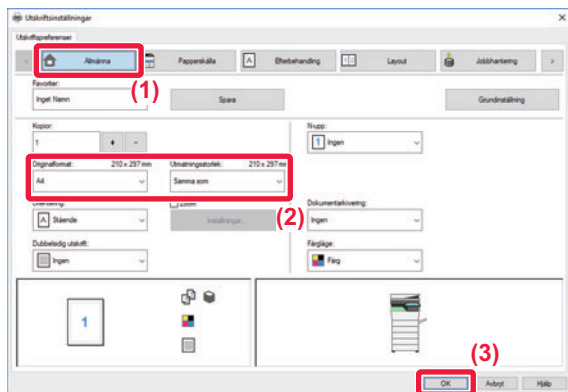 Utskriftsinställningar
Utskriftspreferenser
Allmänna Papperskälla Efterbehandling Layout Jobbhantering
(1)
Favoriter:
Inget Namn Spara Grundinställning
Kopior: N-upp:
1 + - 1 Ingen
Originalformat: 210 x 297 mm Utmatningsstorlek: 210 x 297 mm
A4 Samma som
(2)
Orientering: Zoom Dokumentarkivering:
A Stående Inställningar... Ingen
Dubbelsidig utskrift: Färgläge:
Ingen Färg
1
(3)
OK Avbryt Hjälp